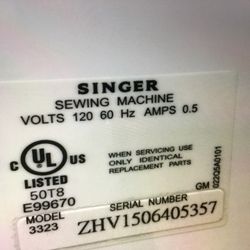 SINGER
SEWING MACHINE
VOLTS 120 60 Hz AMPS 0.5
C UL US
LISTED
50T8
E99670
WHEN SERVICING
USE ONLY IDENTICAL
REPLACEMENT PARTS
GM
022Q5A0101
MODEL
3323
SERIAL NUMBER
ZHV1506405357